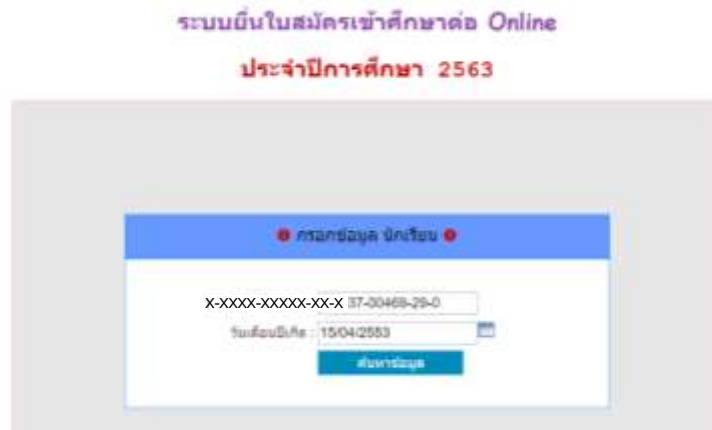 ระบบยื่นใบสมัครเข้าศึกษาต่อ Online
ประจำปีการศึกษา 2563
กรอกข้อมูล นักเรียน
X-XXXX-XXXXX-XX-X 37-00468-29-0
วันเดือนปีเกิด : 15/04/2553
ค้นหาข้อมูล